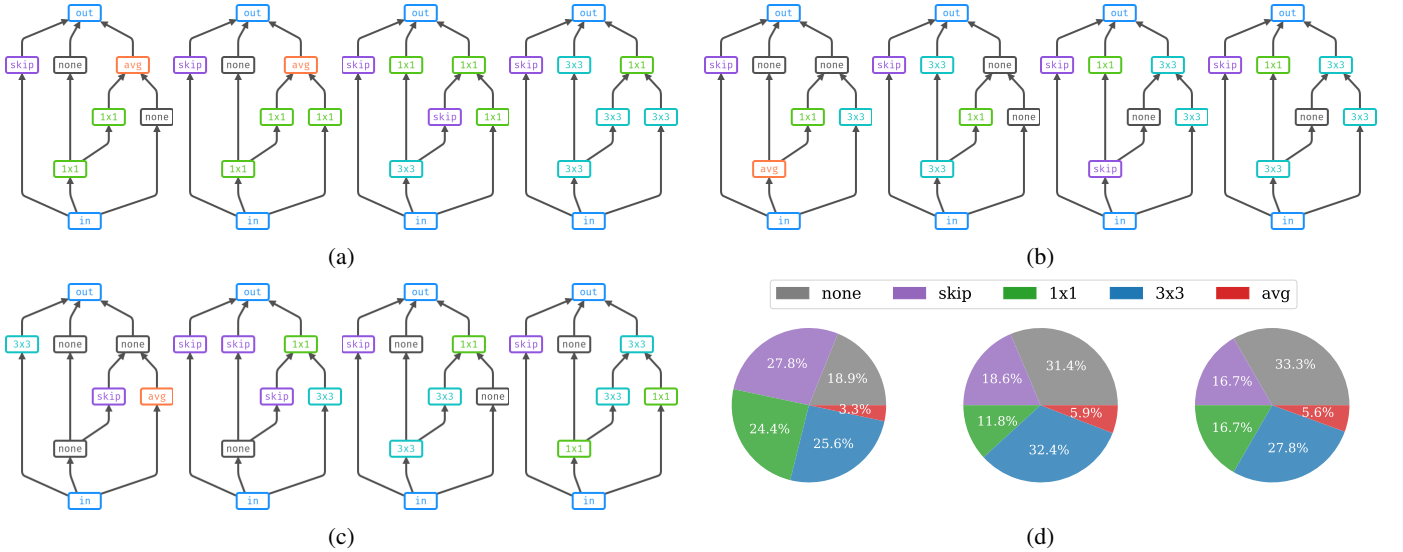 out out out out out out out out
skip none avg skip none avg skip 1x1 1x1 skip 3x3 1x1 skip none none skip 3x3 none skip 1x1 3x3 skip 1x1 3x3
1x1 none 1x1 1x1 skip 1x1 3x3 3x3 1x1 3x3 1x1 none none 3x3 none 3x3
1x1 1x1 3x3 3x3 avg 3x3 skip 3x3
in in in in in in in in
(a) (b)
out out out out
3x3 none none skip skip 1x1 skip none 1x1 skip none 3x3
skip avg skip 3x3 3x3 none 3x3 1x1
none none 3x3 1x1
in in in in
(c)
none skip 1x1 3x3 avg
27.8% 18.9% 3.3% 24.4% 25.6%
18.6% 31.4% 5.9% 11.8% 32.4%
16.7% 33.3% 5.6% 16.7% 27.8%
(d)